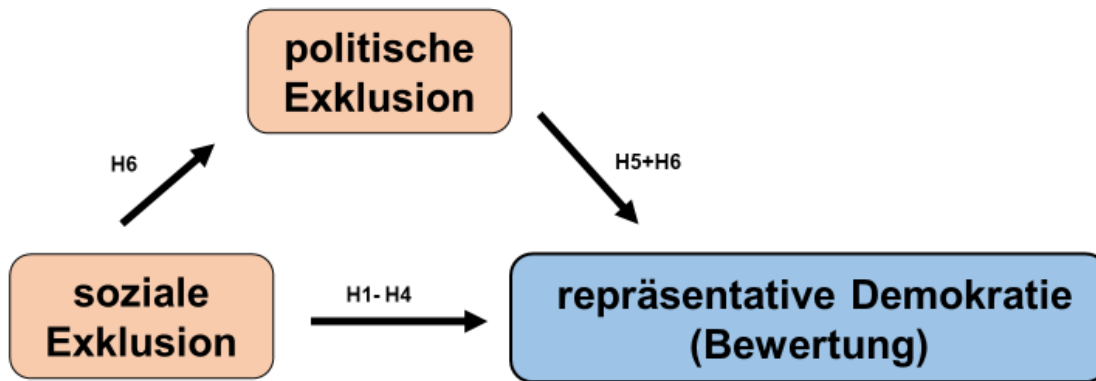 politische
Exklusion
H6
H5+H6
soziale
Exklusion
H1- H4
repräsentative Demokratie
(Bewertung)